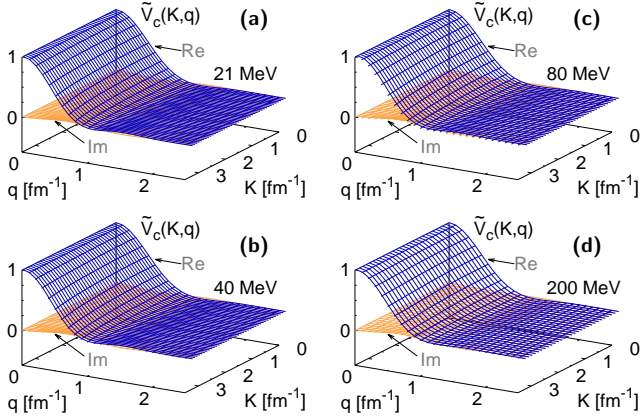 Ṽc(K,q) (a)
Re
21 MeV
1
0
Im
0
1
2
q [fm-1]
3
2
1
0
K [fm-1]
Ṽc(K,q) (c)
Re
80 MeV
1
0
Im
0
1
2
q [fm-1]
3
2
1
0
K [fm-1]
Ṽc(K,q) (b)
Re
40 MeV
1
0
Im
0
1
2
q [fm-1]
3
2
1
0
K [fm-1]
Ṽc(K,q) (d)
Re
200 MeV
1
0
Im
0
1
2
q [fm-1]
3
2
1
0
K [fm-1]